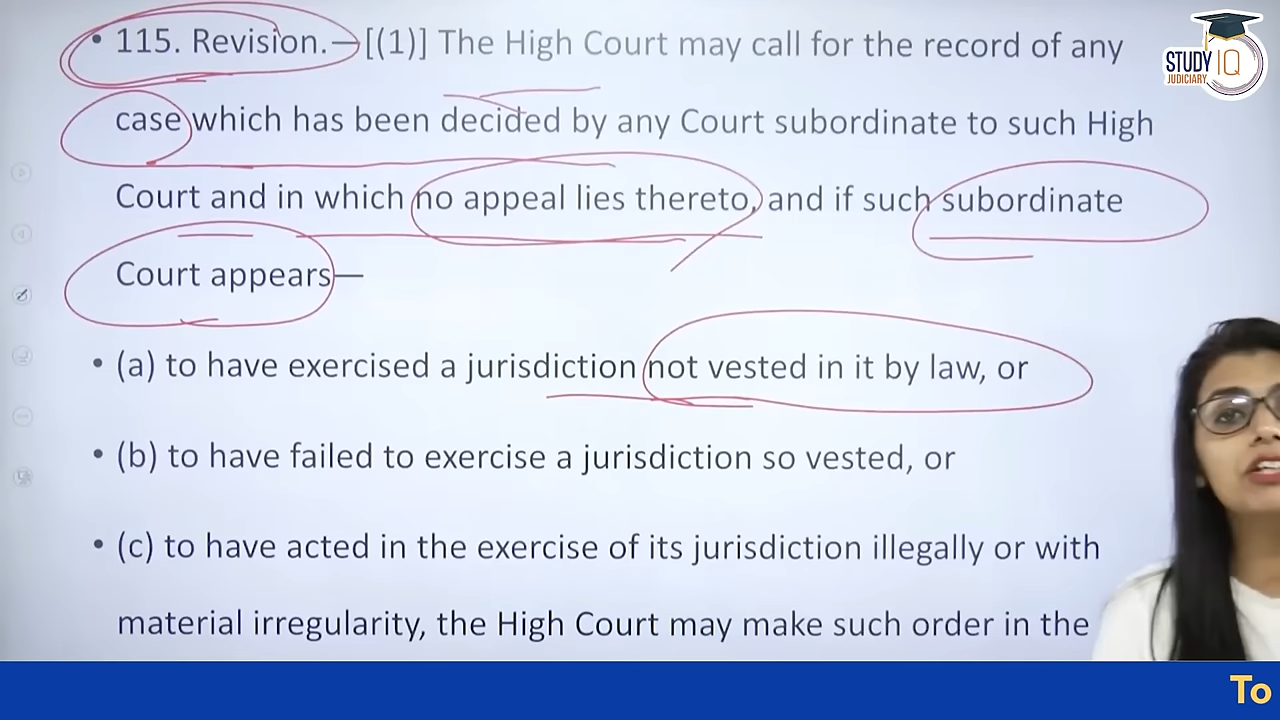 • 115. Revision.—[(1)] The High Court may call for the record of any
case which has been decided by any Court subordinate to such High
Court and in which no appeal lies thereto, and if such subordinate
Court appears—
• (a) to have exercised a jurisdiction not vested in it by law, or
• (b) to have failed to exercise a jurisdiction so vested, or
• (c) to have acted in the exercise of its jurisdiction illegally or with
material irregularity, the High Court may make such order in the
STUDY IQ
JUDICIARY
To